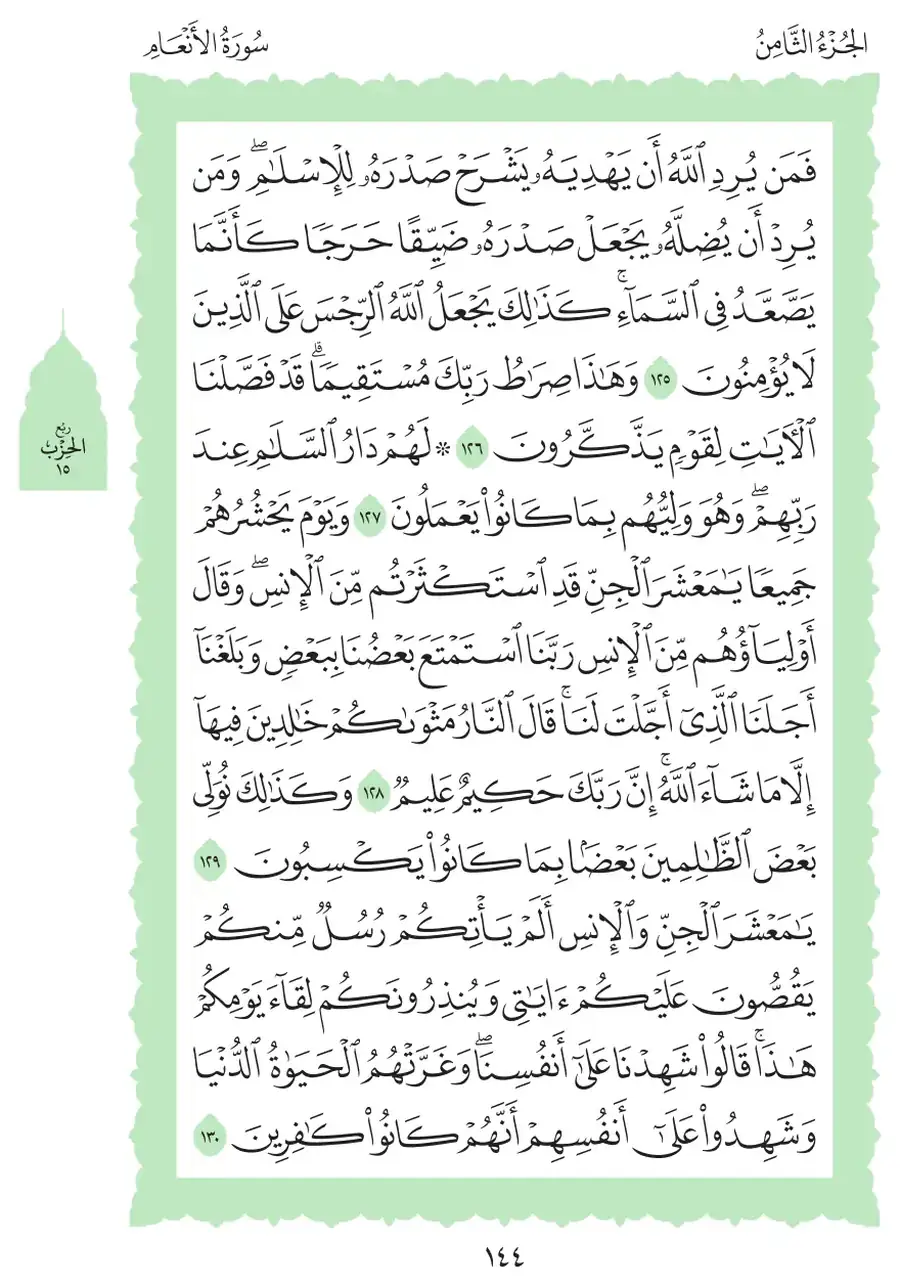 الجُزْءُ الثَّامِنُ
سُورَةُ الأَنْعَامِ
فَمَن يُرِدِ ٱللَّهُ أَن يَهْدِيَهُۥ يَشْرَحْ صَدْرَهُۥ لِلْإِسْلَٰمِۖ وَمَن
يُرِدْ أَن يُضِلَّهُۥ يَجْعَلْ صَدْرَهُۥ ضَيِّقًا حَرَجٗا كَأَنَّمَا
يَصَّعَّدُ فِي ٱلسَّمَآءِۚ كَذَٰلِكَ يَجْعَلُ ٱللَّهُ ٱلرِّجْسَ عَلَى ٱلَّذِينَ
لَا يُؤْمِنُونَ ١٢٥ وَهَٰذَا صِرَٰطُ رَبِّكَ مُسْتَقِيمٗاۗ قَدْ فَصَّلْنَا
ٱلْأٓيَٰتِ لِقَوْمٖ يَذَّكَّرُونَ ١٢٦ * لَهُمْ دَارُ ٱلسَّلَٰمِ عِندَ
رَبِّهِمْۖ وَهُوَ وَلِيُّهُم بِمَا كَانُوا۟ يَعْمَلُونَ ١٢٧ وَيَوْمَ يَحْشُرُهُمْ
جَمِيعٗا يَٰمَعْشَرَ ٱلْجِنِّ قَدِ ٱسْتَكْثَرْتُم مِّنَ ٱلْإِنسِۖ وَقَالَ
أَوْلِيَآؤُهُم مِّنَ ٱلْإِنسِ رَبَّنَا ٱسْتَمْتَعَ بَعْضُنَا بِبَعْضٖ وَبَلَغْنَآ
أَجَلَنَا ٱلَّذِيٓ أَجَّلْتَ لَنَاۚ قَالَ ٱلنَّارُ مَثْوَىٰكُمْ خَٰلِدِينَ فِيهَآ
إِلَّا مَا شَآءَ ٱللَّهُۚ إِنَّ رَبَّكَ حَكِيمٌ عَلِيمٞ ١٢٨ وَكَذَٰلِكَ نُوَلِّي
بَعْضَ ٱلظَّٰلِمِينَ بَعْضَۢا بِمَا كَانُوا۟ يَكْسِبُونَ ١٢٩
يَٰمَعْشَرَ ٱلْجِنِّ وَٱلْإِنسِ أَلَمْ يَأْتِكُمْ رُسُلٞ مِّنكُمْ
يَقُصُّونَ عَلَيْكُمْ ءَايَٰتِي وَيُنذِرُونَكُمْ لِقَآءَ يَوْمِكُمْ
هَٰذَاۚ قَالُوا۟ شَهِدْنَا عَلَىٰٓ أَنفُسِنَاۖ وَغَرَّتْهُمُ ٱلْحَيَوٰةُ ٱلدُّنْيَا
وَشَهِدُوا۟ عَلَىٰٓ أَنفُسِهِمْ أَنَّهُمْ كَانُوا۟ كَٰفِرِينَ ١٣٠
رُبْعُ
الحِزْبِ
١٥
١٤٤